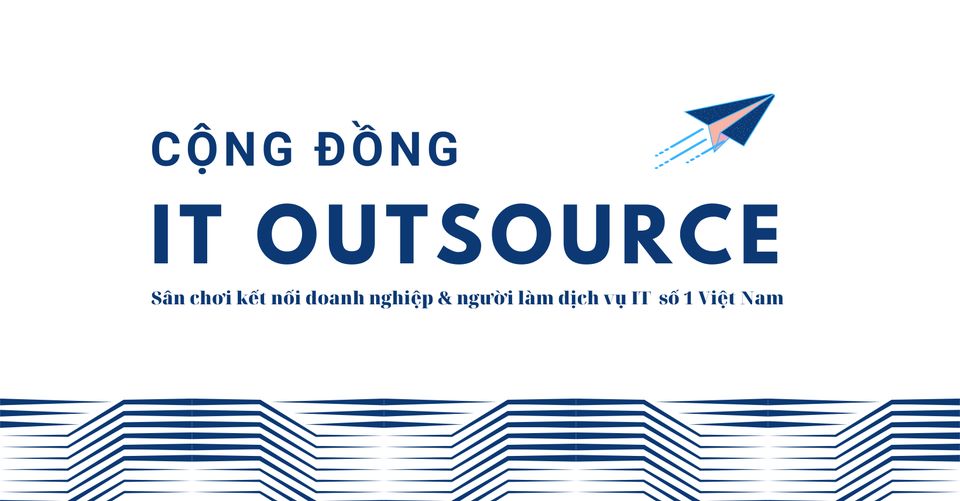 CỘNG ĐỒNG
IT OUTSOURCE
Sân chơi kết nối doanh nghiệp & người làm dịch vụ IT số 1 Việt Nam